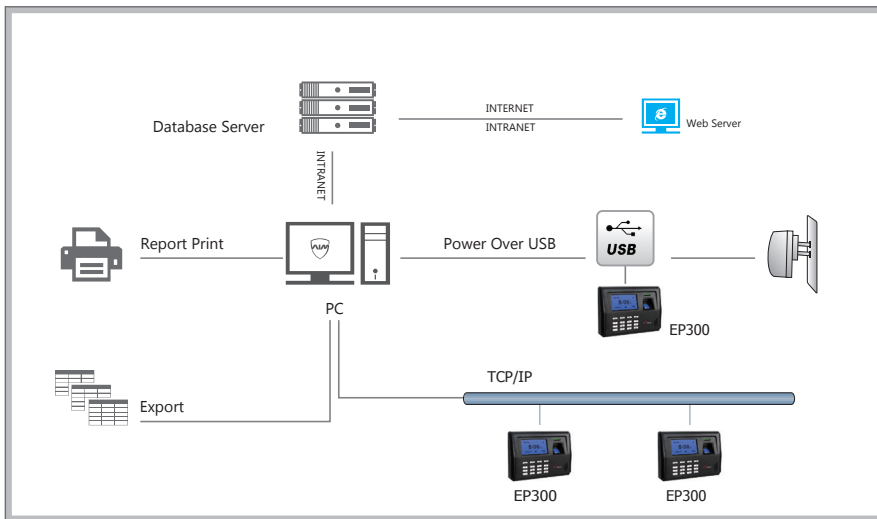 INTERNET
Database Server
INTRANET
Web Server
INTRANET
Report Print
AIM
Power Over USB
USB
PC
EP300
TCP/IP
Export
EP300
EP300